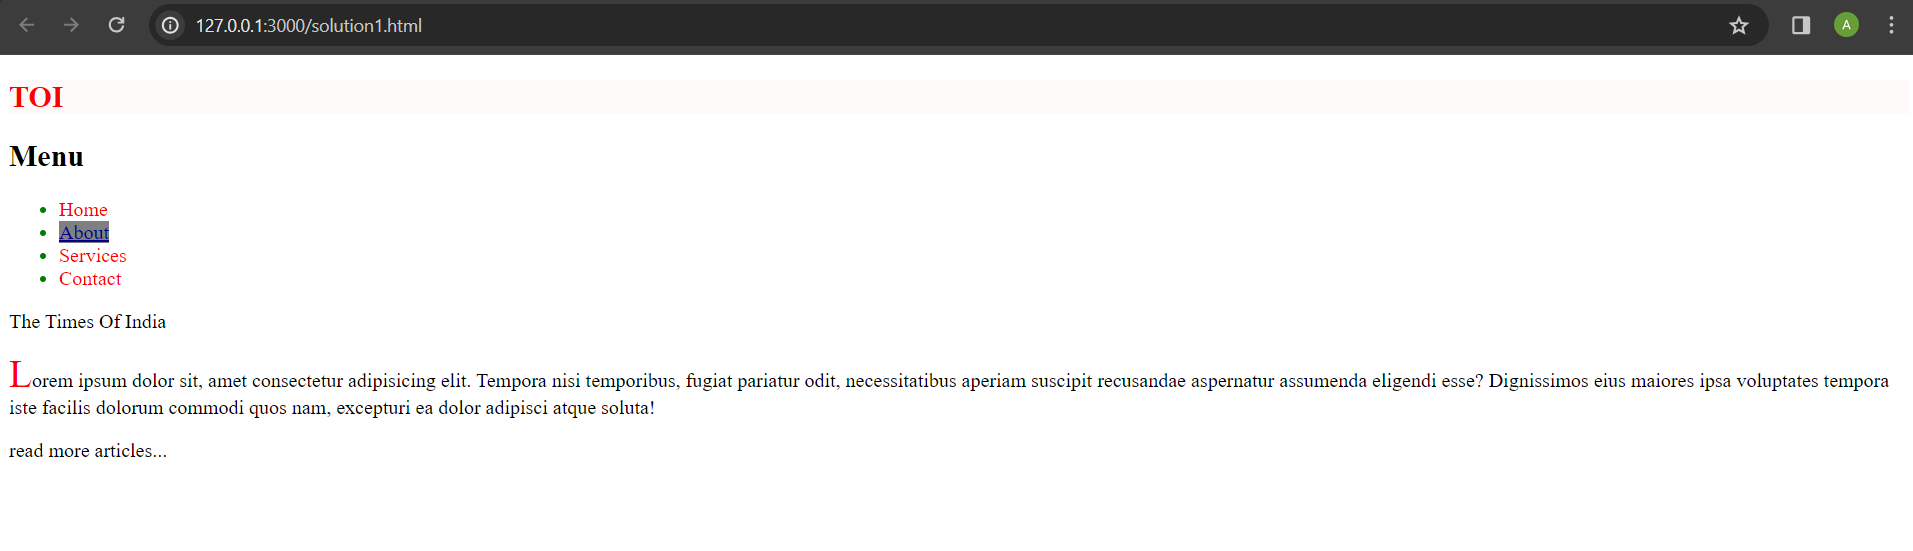 127.0.0.1:3000/solution1.html
A
TOI
Menu
Home
About
Services
Contact
The Times Of India
Lorem ipsum dolor sit, amet consectetur adipisicing elit. Tempora nisi temporibus, fugiat pariatur odit, necessitatibus aperiam suscipit recusandae aspernatur assumenda eligendi esse? Dignissimos eius maiores ipsa voluptates tempora
iste facilis dolorum commodi quos nam, excepturi ea dolor adipisci atque soluta!
read more articles...